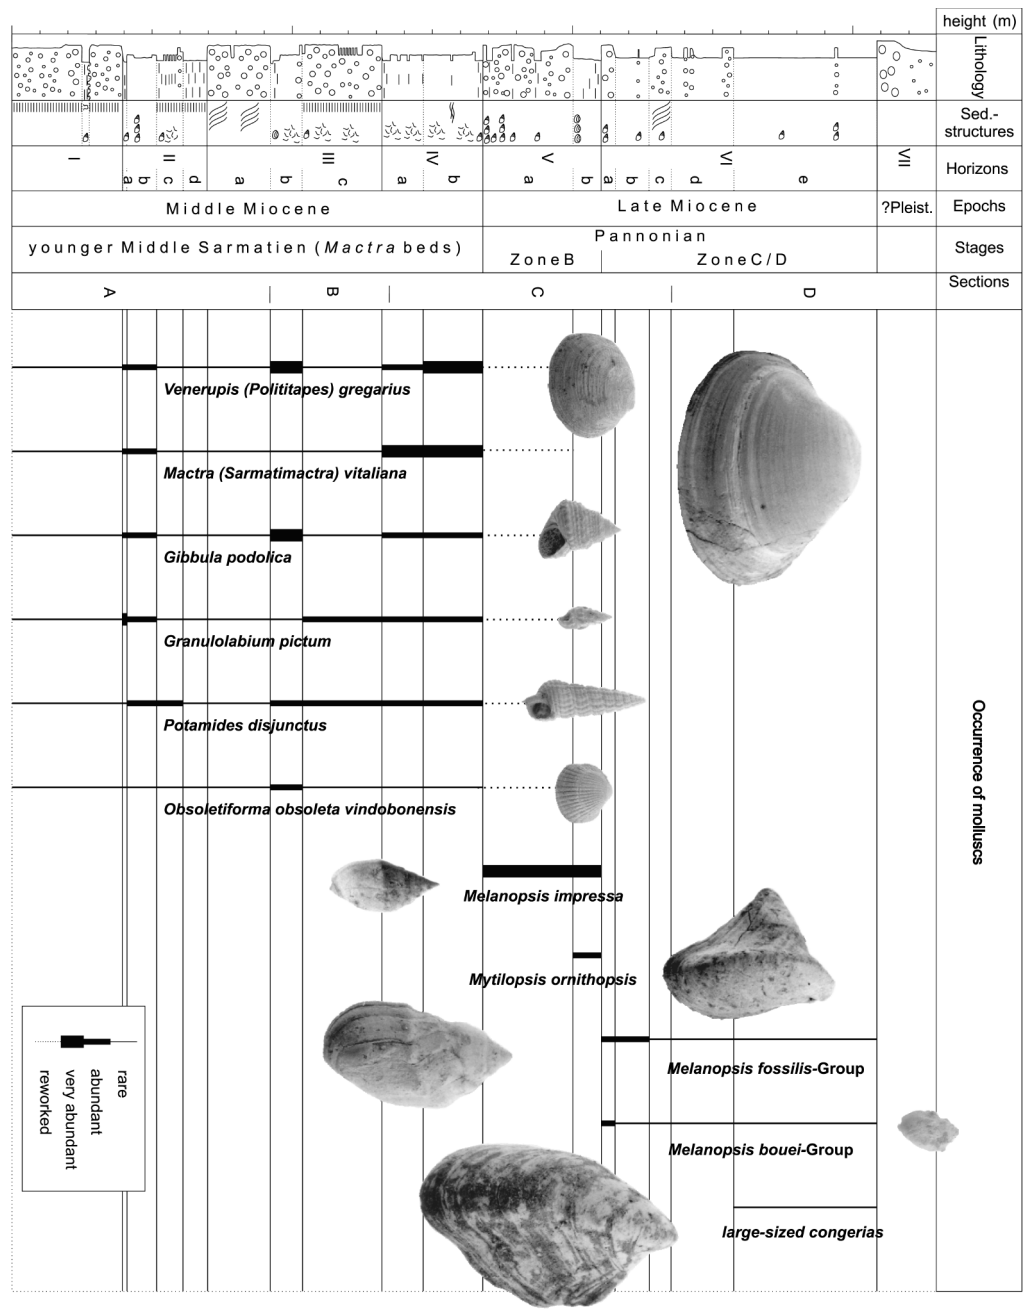 height (m)
Lithology
Sed.-
structures
I
II
III
IV
V
VI
VII
Horizons
a
b
c
d
a
b
c
a
b
a
b
a
b
c
d
e
Middle Miocene
Late Miocene
?Pleist.
Epochs
younger Middle Sarmatien (Mactra beds)
Pannonian
Zone B
Zone C/D
Stages
A
B
C
D
Sections
Venerupis (Polititapes) gregarius
Mactra (Sarmatimactra) vitaliana
Gibbula podolica
Granulolabium pictum
Potamides disjunctus
Obsoletiforma obsoleta vindobonensis
Melanopsis impressa
Mytilopsis ornithopsis
Melanopsis fossilis-Group
Melanopsis bouei-Group
large-sized congerias
Occurrence of molluscs
rare
abundant
very abundant
reworked